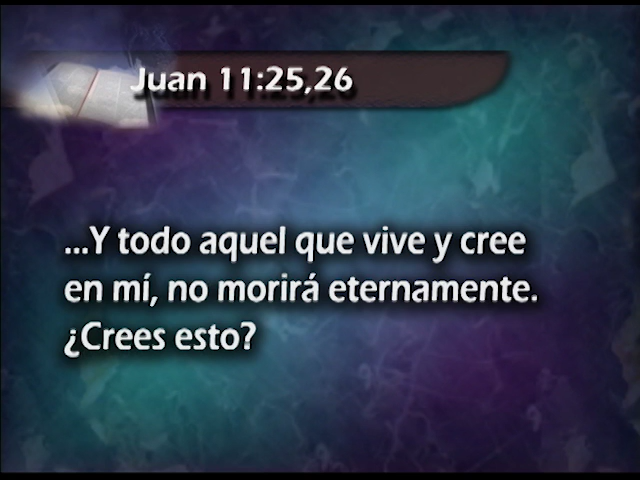 Juan 11:25,26
...Y todo aquel que vive y cree
en mí, no morirá eternamente.
¿Crees esto?